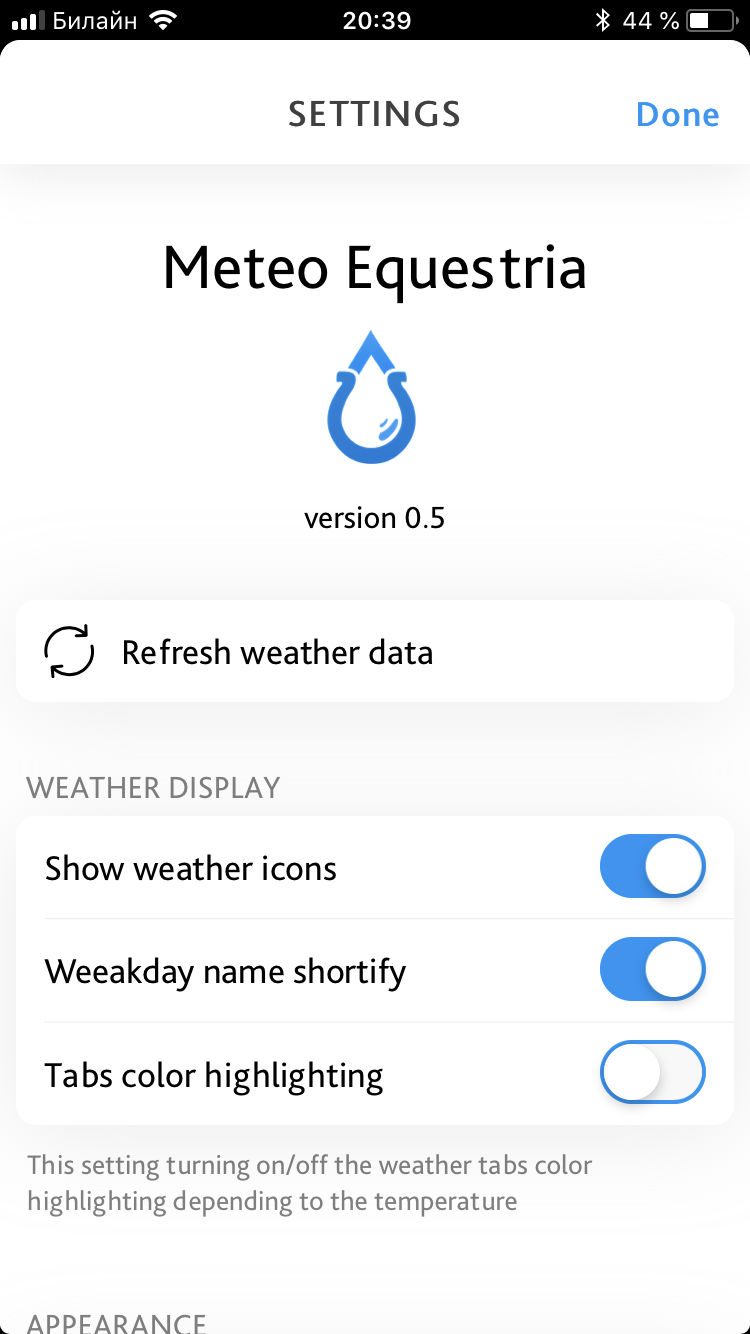 Билайн 20:39 44 %
SETTINGS Done
Meteo Equestria
version 0.5
Refresh weather data
WEATHER DISPLAY
Show weather icons
Weeakday name shortify
Tabs color highlighting
This setting turning on/off the weather tabs color
highlighting depending to the temperature
APPEARANCE